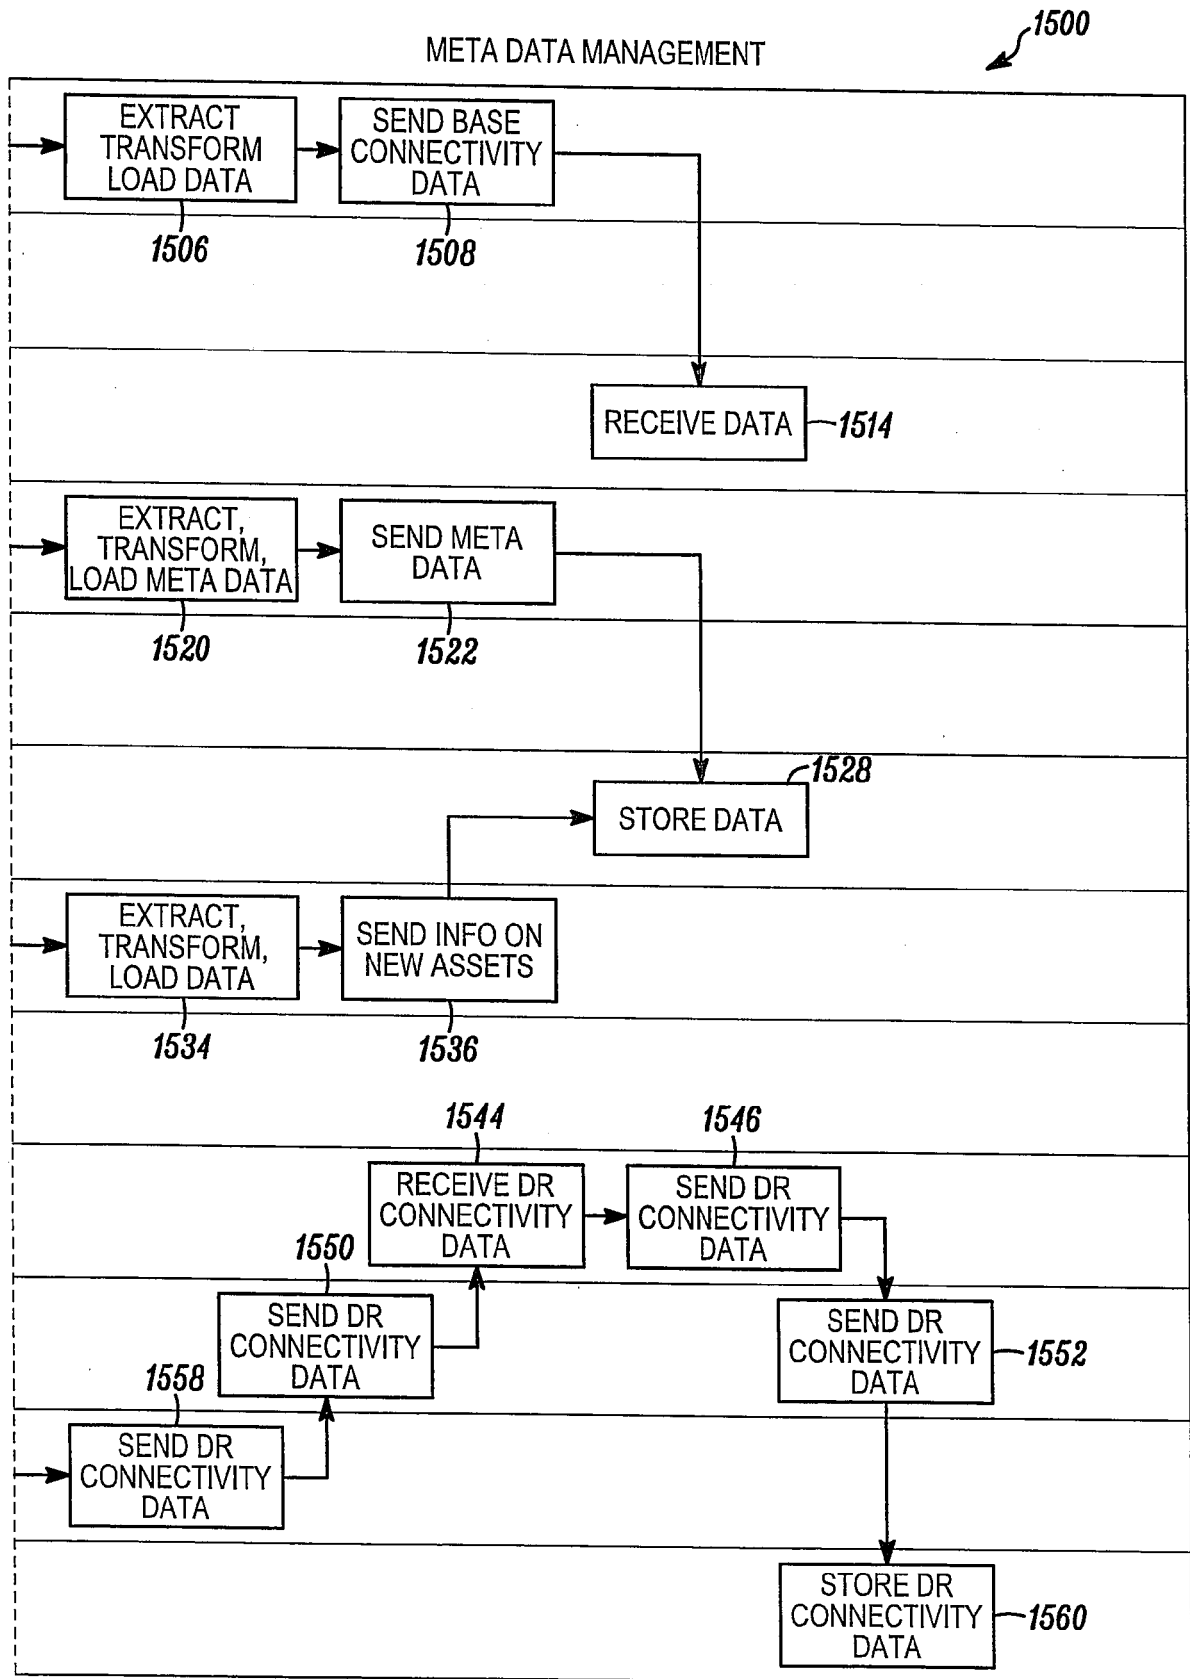 1500
META DATA MANAGEMENT
EXTRACT
TRANSFORM
LOAD DATA
1506
SEND BASE
CONNECTIVITY
DATA
1508
RECEIVE DATA
1514
EXTRACT,
TRANSFORM,
LOAD META DATA
1520
SEND META
DATA
1522
1528
STORE DATA
EXTRACT,
TRANSFORM,
LOAD DATA
1534
SEND INFO ON
NEW ASSETS
1536
1544
RECEIVE DR
CONNECTIVITY
DATA
1546
SEND DR
CONNECTIVITY
DATA
1550
SEND DR
CONNECTIVITY
DATA
SEND DR
CONNECTIVITY
DATA
1552
1558
SEND DR
CONNECTIVITY
DATA
STORE DR
CONNECTIVITY
DATA
1560